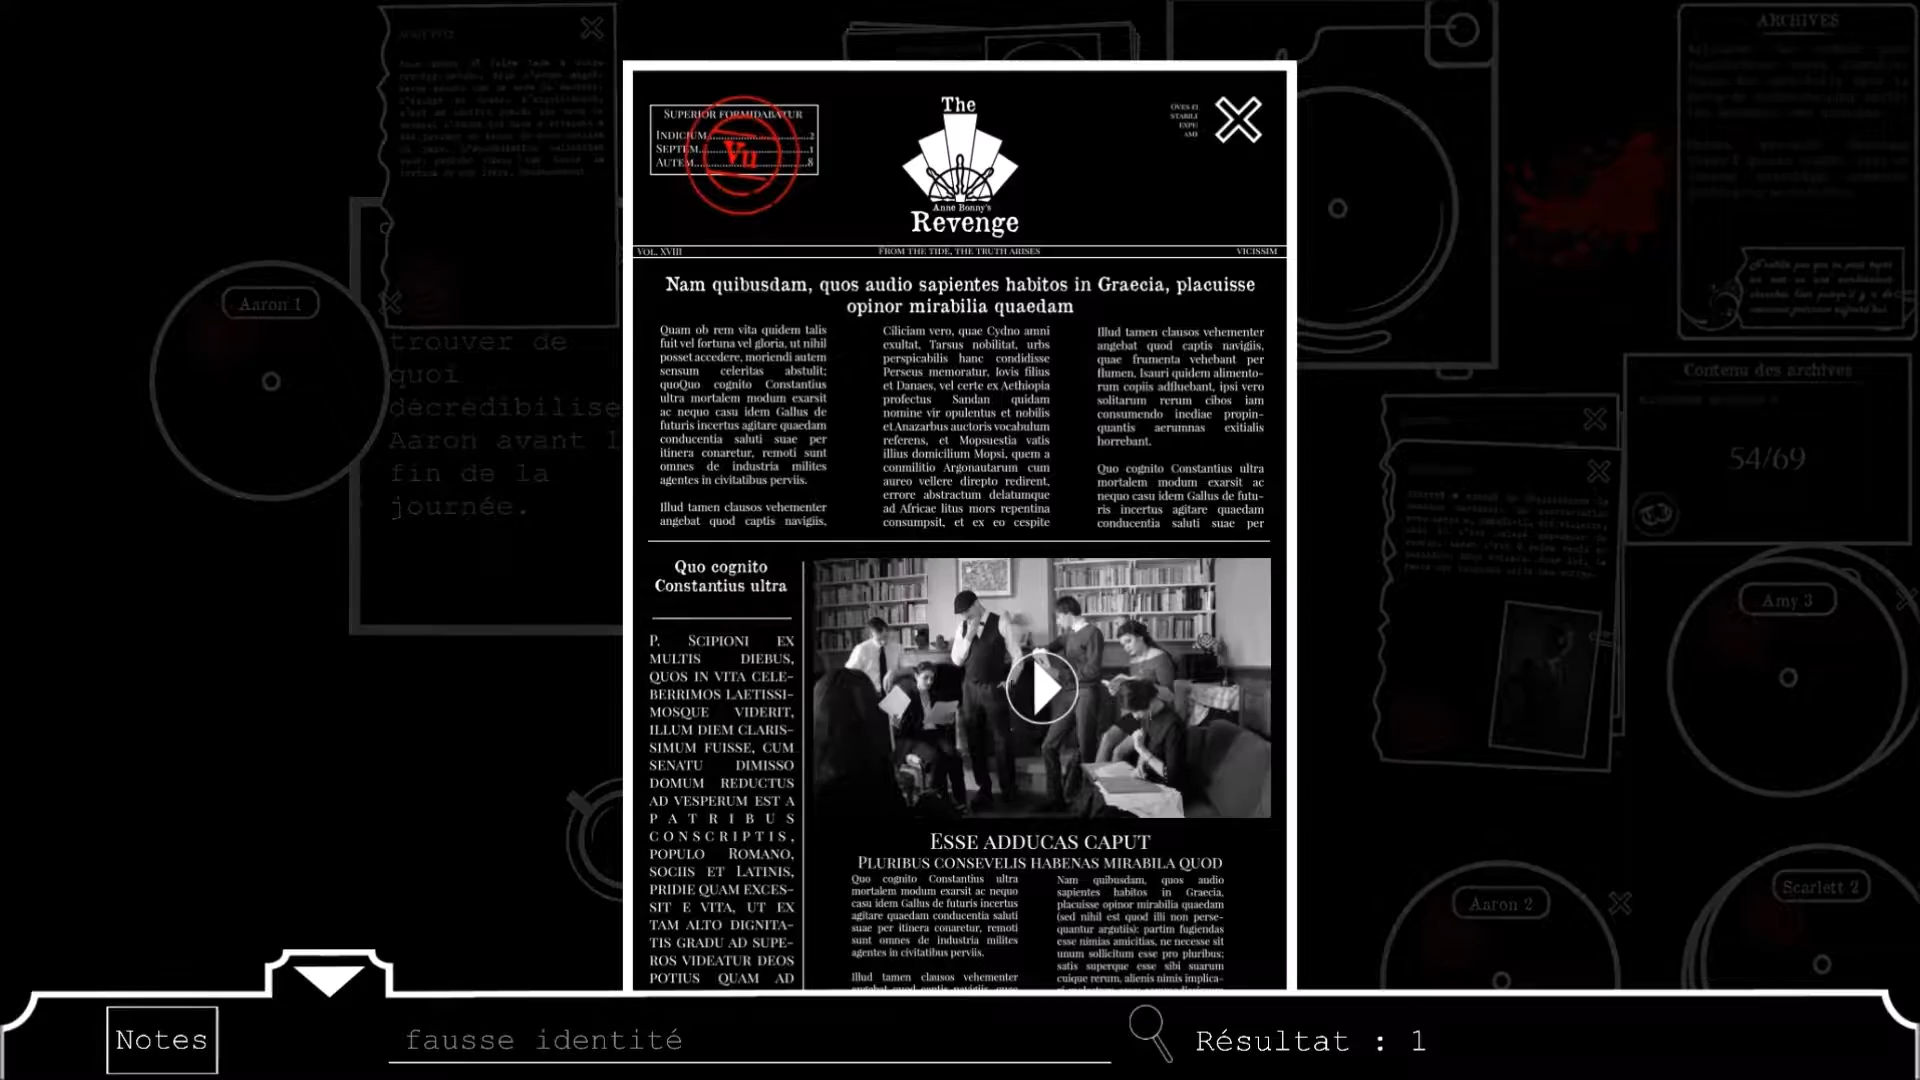 ARCHIVES
Aaron 1
trouver de
quoi
décrédibilise
Aaron avant l
fin de la
journée.
SUPERIOR FORMIDABATUR
INDICIUM 2
SEPTEM 1
AUTEM 8
Vu
The
Anne Bonny's
Revenge
OVES ET
STABILI
EXPE
AMI
VOL. XVIII
FROM THE TIDE, THE TRUTH ARISES
VICISSIM
Nam quibusdam, quos audio sapientes habitos in Graecia, placuisse
opinor mirabilia quaedam
Quam ob rem vita quidem talis
fuit vel fortuna vel gloria, ut nihil
posset accedere, moriendi autem
sensum celeritas abstulit;
quoQuo cognito Constantius
ultra mortalem modum exarsit
ac nequo casu idem Gallus de
futuris incertus agitare quaedam
conducentia saluti suae per
itinera conaretur, remoti sunt
omnes de industria milites
agentes in civitatibus perviis.
Illud tamen clausos vehementer
angebat quod captis navigiis,
Ciliciam vero, quae Cydno amni
exultat, Tarsus nobilitat, urbs
perspicabilis hanc condidisse
Perseus memoratur, Iovis filius
et Danaes, vel certe ex Aethiopia
profectus Sandan quidam
nomine vir opulentus et nobilis
et Anazarbus auctoris vocabulum
referens, et Mopsuestia vatis
illius domicilium Mopsi, quem a
conmilitio Argonautarum cum
aureo vellere direpto redirent,
errore abstractum delatumque
ad Africae litus mors repentina
consumpsit, et ex eo cespite
Illud tamen clausos vehementer
angebat quod captis navigiis,
quae frumenta vehebant per
flumen, Isauri quidem alimento-
rum copiis adfluebant, ipsi vero
solitarum rerum cibos iam
consumendo inediae propin-
quantis aerumnas exitialis
horrebant.
Quo cognito Constantius ultra
mortalem modum exarsit ac
nequo casu idem Gallus de futu-
ris incertus agitare quaedam
conducentia saluti suae per
Quo cognito
Constantius ultra
P. SCIPIONI EX
MULTIS DIEBUS,
QUOS IN VITA CELE-
BERRIMOS LAETISSI-
MOSQUE VIDERIT,
ILLUM DIEM CLARIS-
SIMUM FUISSE, CUM
SENATU DIMISSO
DOMUM REDUCTUS
AD VESPERUM EST A
PATRIBUS
CONSCRIPTIS,
POPULO ROMANO,
SOCIIS ET LATINIS,
PRIDIE QUAM EXCES-
SIT E VITA, UT EX
TAM ALTO DIGNITA-
TIS GRADU AD SUPE-
ROS VIDEATUR DEOS
POTIUS QUAM AD
ESSE ADDUCAS CAPUT
PLURIBUS CONSEVELIS HABENAS MIRABILA QUOD
Quo cognito Constantius ultra
mortalem modum exarsit ac nequo
casu idem Gallus de futuris incertus
agitare quaedam conducentia saluti
suae per itinera conaretur, remoti
sunt omnes de industria milites
agentes in civitatibus perviis.
Illud tamen clausos vehementer
angebat quod captis navigiis, quae
Nam quibusdam, quos audio
sapientes habitos in Graecia,
placuisse opinor mirabilia quaedam
(sed nihil est quod illi non perse-
quantur argutiis): partim fugiendas
esse nimias amicitias, ne necesse sit
unum sollicitum esse pro pluribus;
satis superque esse sibi suarum
cuique rerum, alienis nimis implica-
Contenu des archives
54/69
Amy 3
Aaron 2
Scarlett 2
Notes
fausse identité
Résultat : 1